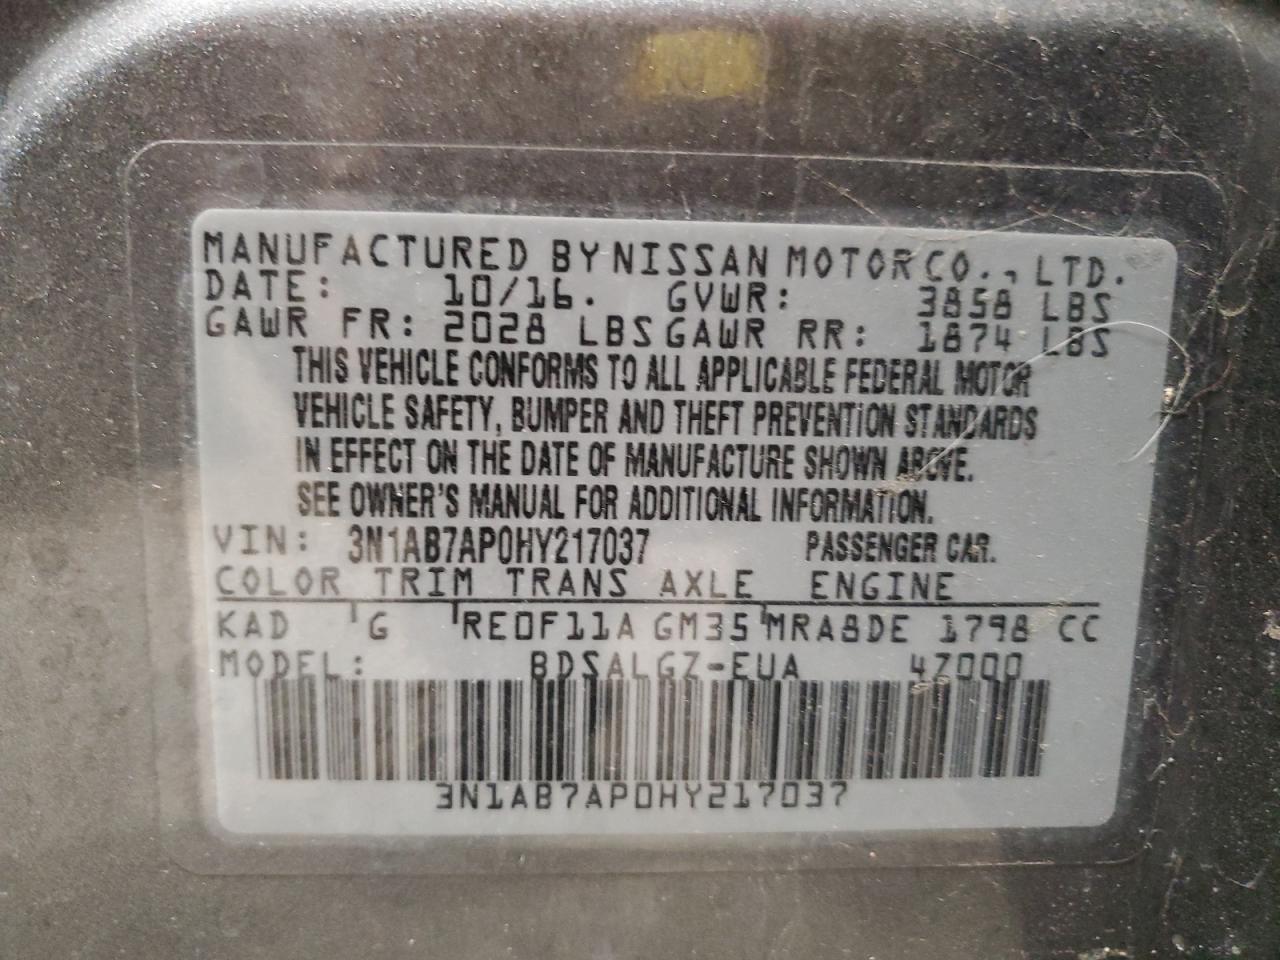 MANUFACTURED BY NISSAN MOTOR CO., LTD.
DATE: 10/16. GVWR: 3858 LBS
GAWR FR: 2028 LBS GAWR RR: 1874 LBS
THIS VEHICLE CONFORMS TO ALL APPLICABLE FEDERAL MOTOR
VEHICLE SAFETY, BUMPER AND THEFT PREVENTION STANDARDS
IN EFFECT ON THE DATE OF MANUFACTURE SHOWN ABOVE.
SEE OWNER'S MANUAL FOR ADDITIONAL INFORMATION.
VIN: 3N1AB7AP0HY217037 PASSENGER CAR.
COLOR TRIM TRANS AXLE ENGINE
KAD G RE0F11A GM35 MRA8DE 1798 CC
MODEL: BDSALGZ-EUA 4Z000
3N1AB7AP0HY217037